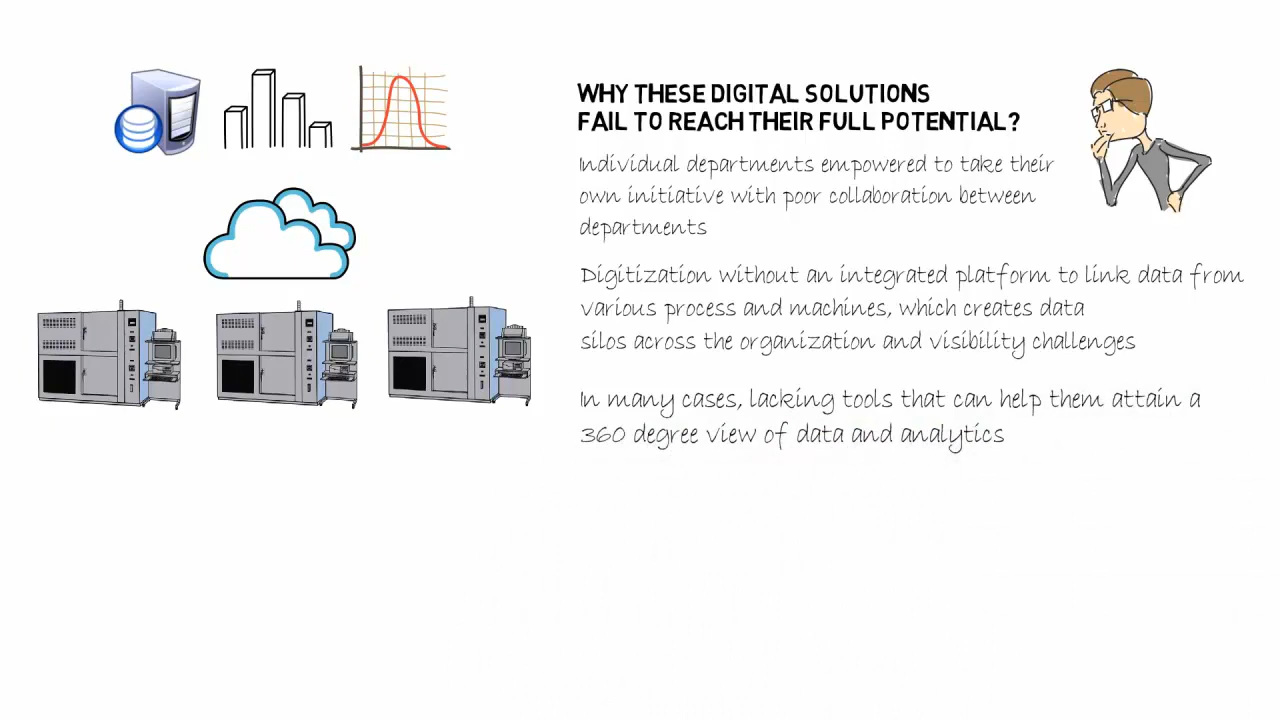 WHY THESE DIGITAL SOLUTIONS
FAIL TO REACH THEIR FULL POTENTIAL?
Individual departments empowered to take their
own initiative with poor collaboration between
departments
Digitization without an integrated platform to link data from
various process and machines, which creates data
silos across the organization and visibility challenges
In many cases, lacking tools that can help them attain a
360 degree view of data and analytics